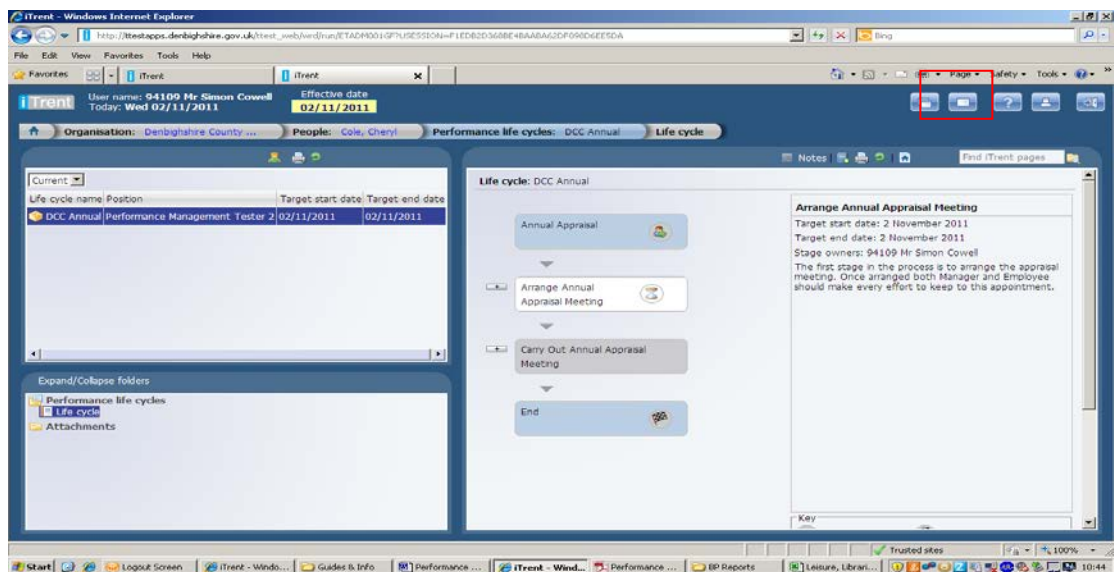 iTrent - Windows Internet Explorer
File Edit View Favorites Tools Help
Bing
Favorites
iTrent
iTrent
Page
Safety
Tools
iTrent
User name: 94109 Mr Simon Cowell
Today: Wed 02/11/2011
Effective date
02/11/2011
Organisation: Denbighshire County ...
People: Cole, Cheryl
Performance life cycles: DCC Annual
Life cycle
Notes
Find iTrent pages
Current
Life cycle name Position Target start date Target end date
DCC Annual Performance Management Tester 2 02/11/2011 02/11/2011
Expand/Collapse folders
Performance life cycles
Life cycle
Attachments
Life cycle: DCC Annual
Annual Appraisal
Arrange Annual
Appraisal Meeting
Carry Out Annual Appraisal
Meeting
End
Arrange Annual Appraisal Meeting
Target start date: 2 November 2011
Target end date: 2 November 2011
Stage owners: 94109 Mr Simon Cowell
The first stage in the process is to arrange the appraisal
meeting. Once arranged both Manager and Employee
should make every effort to keep to this appointment.
Key
Trusted sites
100%
Start
Logout Screen
iTrent - Windo...
Guides & Info
Performance ...
iTrent - Wind...
Performance ...
BP Reports
Leisure, Librari...
10:44